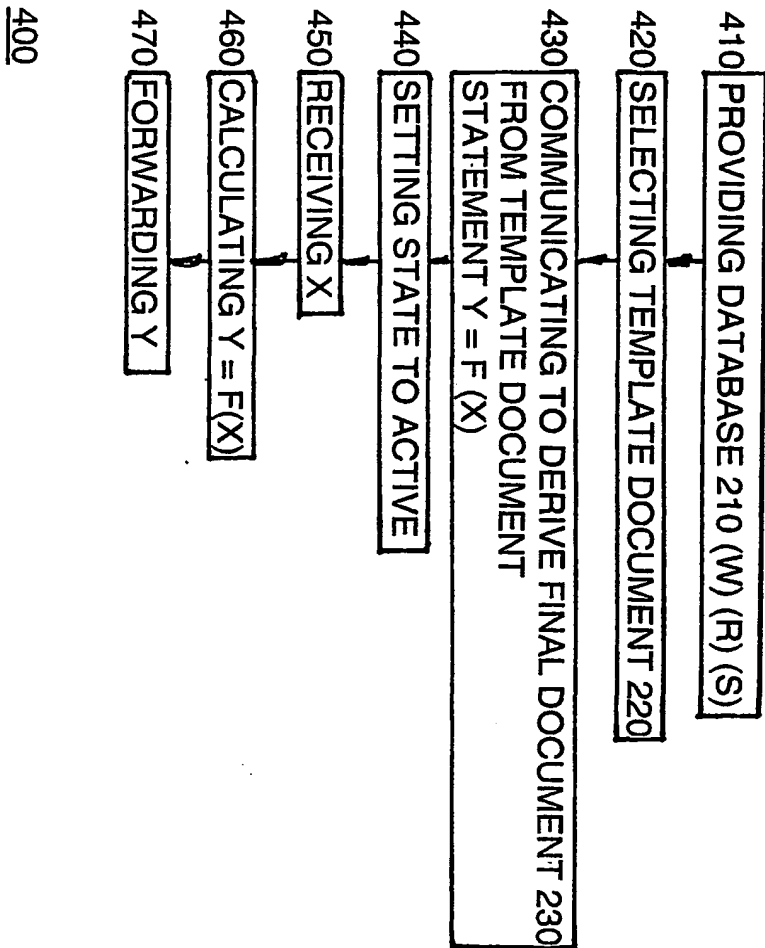 410 PROVIDING DATABASE 210 (W) (R) (S)
420 SELECTING TEMPLATE DOCUMENT 220
430 COMMUNICATING TO DERIVE FINAL DOCUMENT 230
FROM TEMPLATE DOCUMENT
STATEMENT Y = F (X)
440 SETTING STATE TO ACTIVE
450 RECEIVING X
460 CALCULATING Y = F(X)
470 FORWARDING Y
400